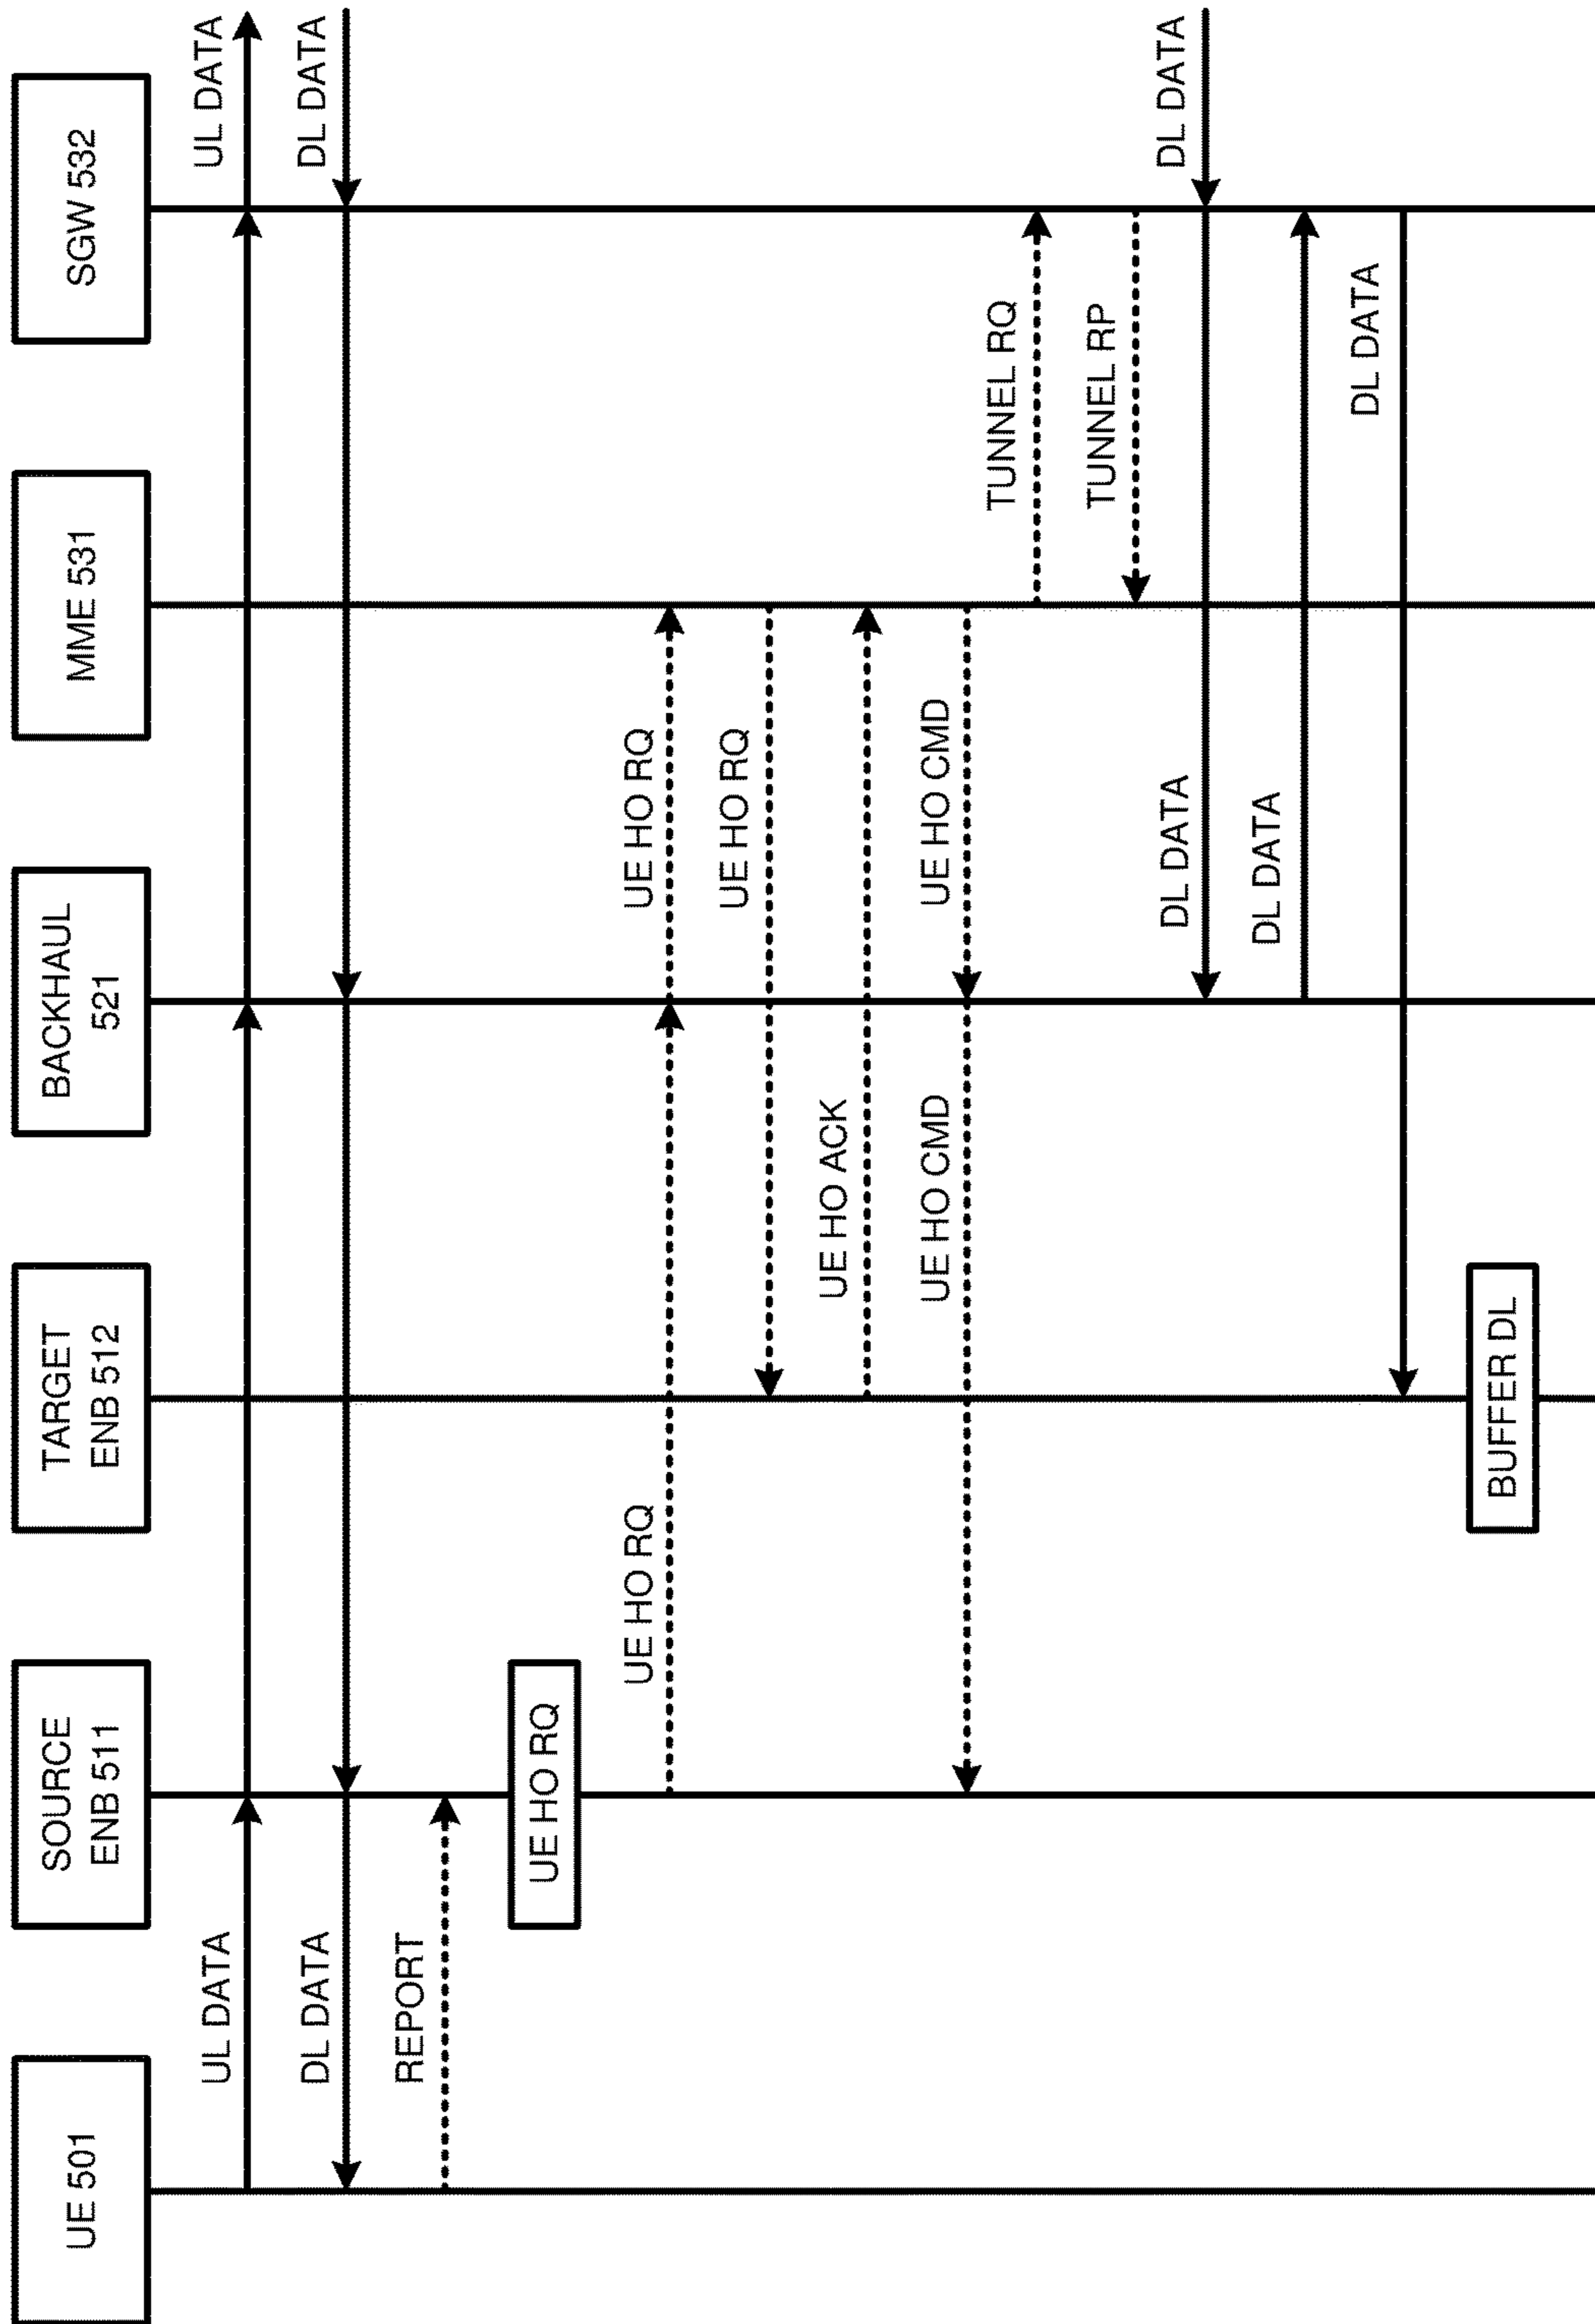 UE 501
SOURCE
ENB 511
TARGET
ENB 512
BACKHAUL
521
MME 531
SGW 532
UL DATA
UL DATA
DL DATA
DL DATA
REPORT
UE HO RQ
UE HO RQ
UE HO RQ
UE HO RQ
UE HO ACK
UE HO CMD
UE HO CMD
TUNNEL RQ
TUNNEL RP
DL DATA
DL DATA
DL DATA
DL DATA
BUFFER DL